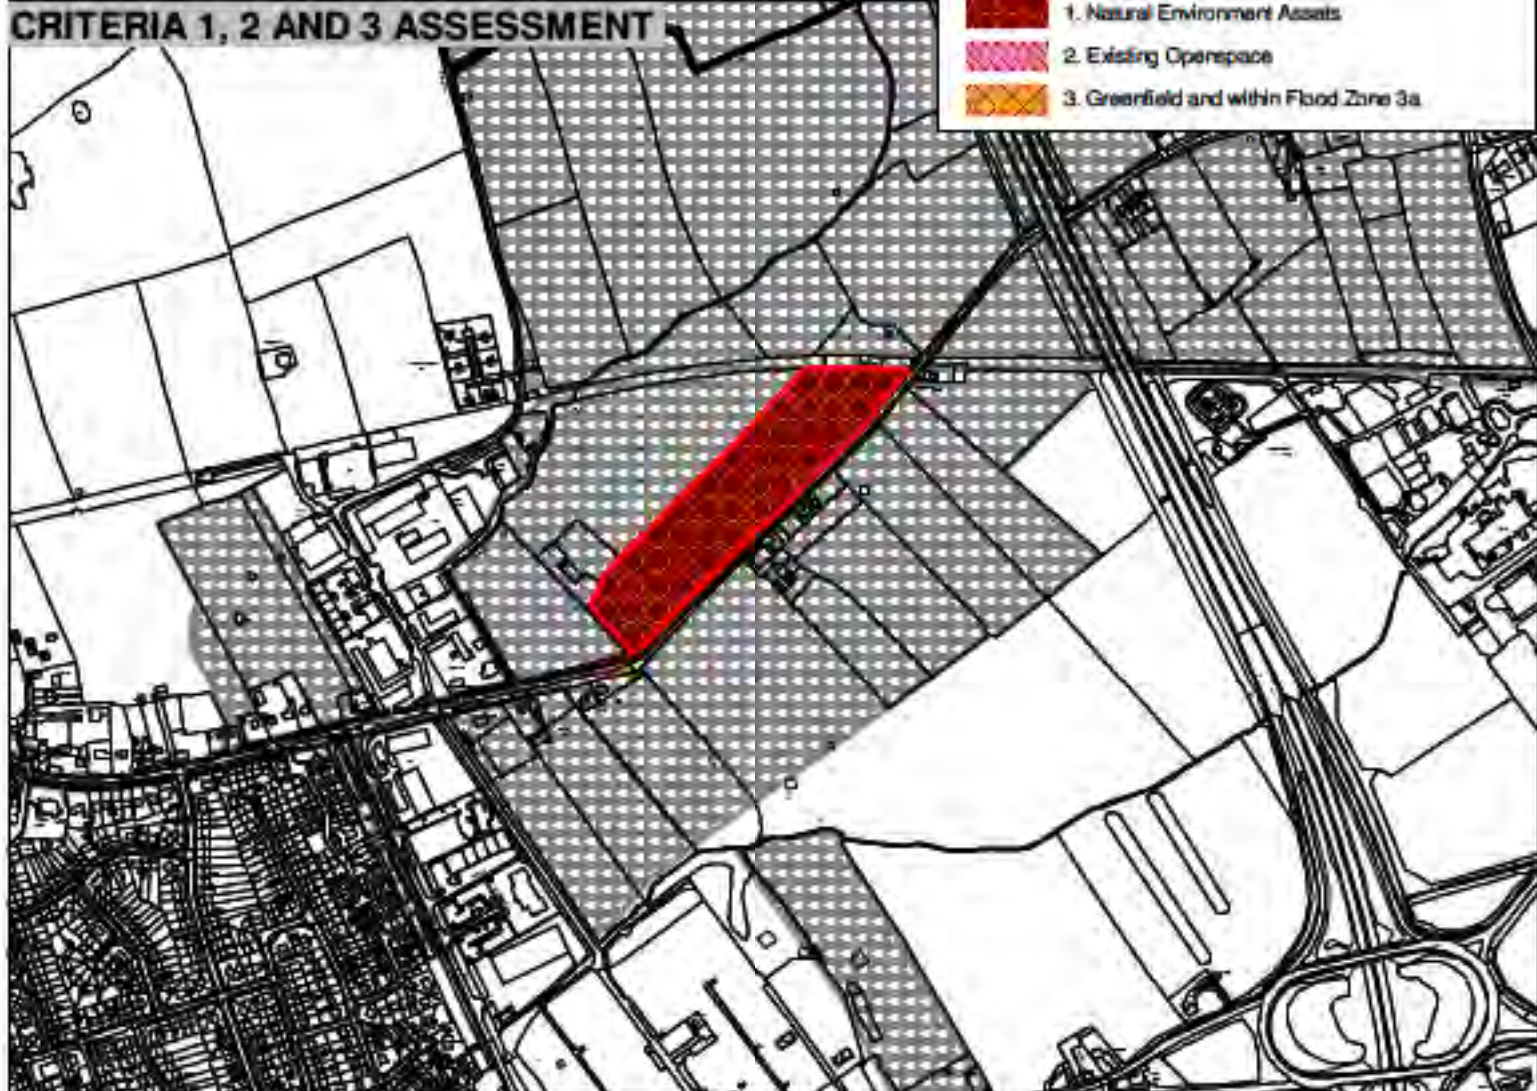 CRITERIA 1, 2 AND 3 ASSESSMENT
1. Natural Environment Assets
2. Existing Openspace
3. Greenfield and within Flood Zone 3a